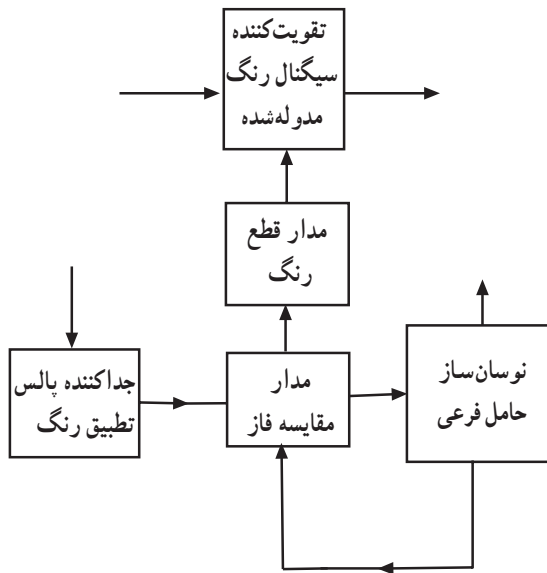 تقویت‌کننده
سیگنال رنگ
مدوله‌شده
مدار قطع
رنگ
جداکننده پالس
تطبیق رنگ
مدار
مقایسه فاز
نوسان‌ساز
حامل فرعی